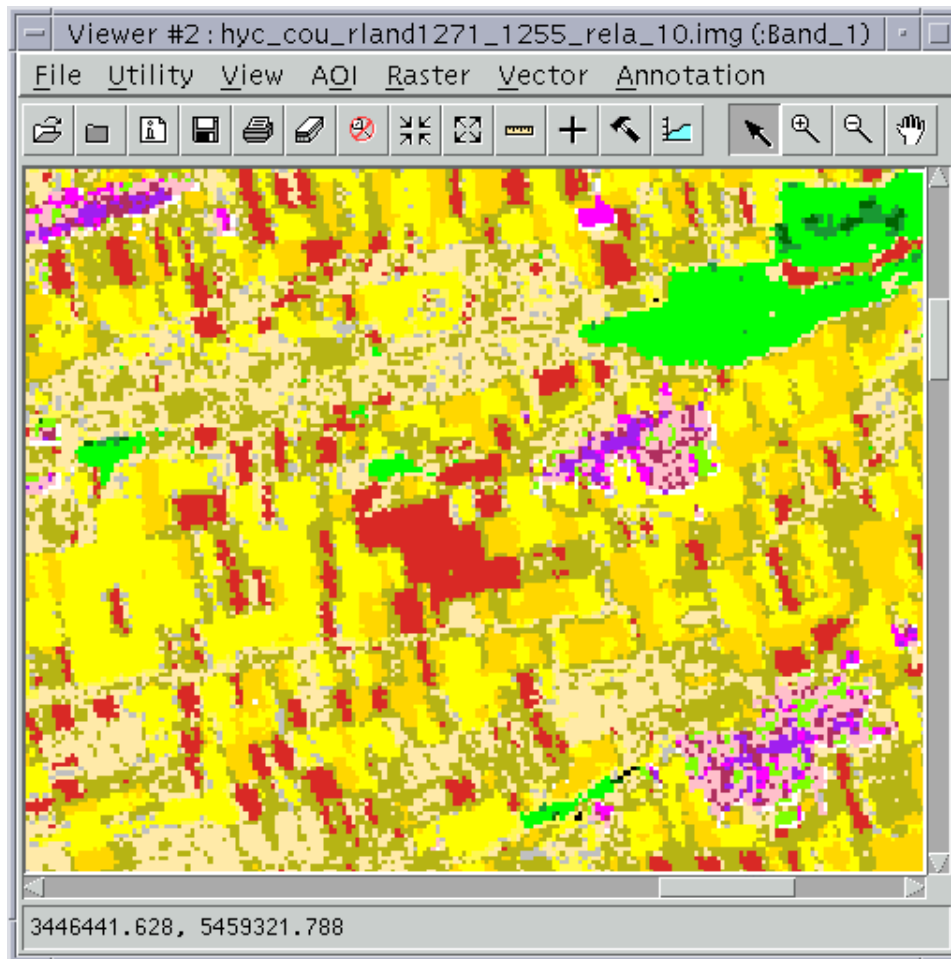 Viewer #2 : hyc_cou_rland1271_1255_rela_10.img (:Band_1)
File Utility View AOI Raster Vector Annotation
3446441.628, 5459321.788